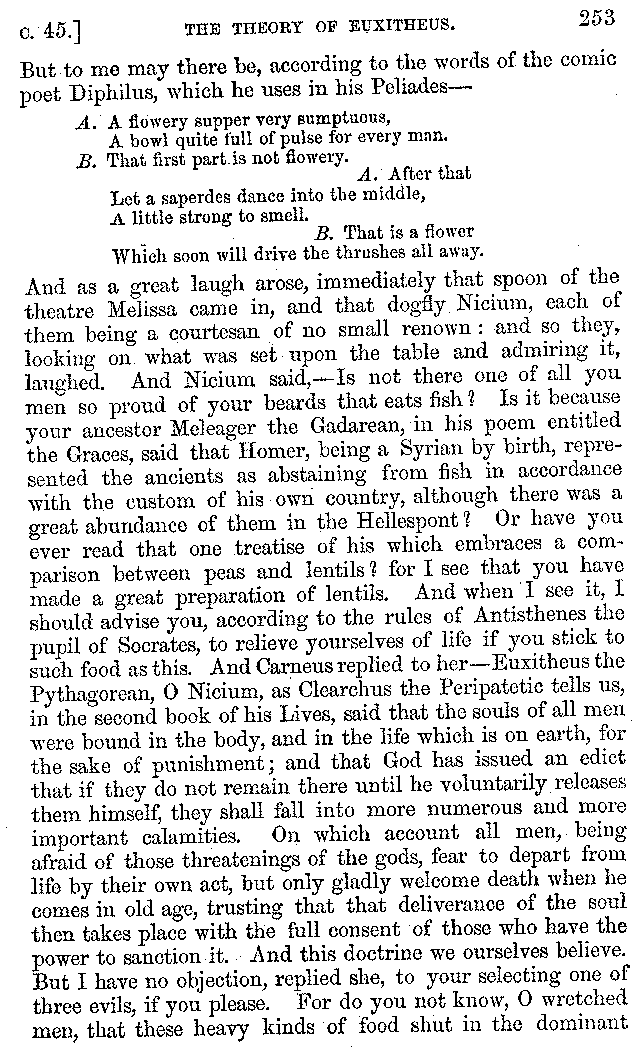 C. 45.] THE THEORY OF EUXITHEUS. 253
But to me may there be, according to the words of the comic
poet Diphilus, which he uses in his Peliades—
A. A flowery supper very sumptuous,
A bowl quite full of pulse for every man.
B. That first part is not flowery.
A. After that
Let a saperdes dance into the middle,
A little strong to smell.
B. That is a flower
Which soon will drive the thrushes all away.
And as a great laugh arose, immediately that spoon of the
theatre Melissa came in, and that dogfly Nicium, each of
them being a courtesan of no small renown: and so they,
looking on what was set upon the table and admiring it,
laughed. And Nicium said,—Is not there one of all you
men so proud of your beards that eats fish? Is it because
your ancestor Meleager the Gadarean, in his poem entitled
the Graces, said that Homer, being a Syrian by birth, repre-
sented the ancients as abstaining from fish in accordance
with the custom of his own country, although there was a
great abundance of them in the Hellespont? Or have you
ever read that one treatise of his which embraces a com-
parison between peas and lentils? for I see that you have
made a great preparation of lentils. And when I see it, I
should advise you, according to the rules of Antisthenes the
pupil of Socrates, to relieve yourselves of life if you stick to
such food as this. And Carneus replied to her—Euxitheus the
Pythagorean, O Nicium, as Clearchus the Peripatetic tells us,
in the second book of his Lives, said that the souls of all men
were bound in the body, and in the life which is on earth, for
the sake of punishment; and that God has issued an edict
that if they do not remain there until he voluntarily releases
them himself, they shall fall into more numerous and more
important calamities. On which account all men, being
afraid of those threatenings of the gods, fear to depart from
life by their own act, but only gladly welcome death when he
comes in old age, trusting that that deliverance of the soul
then takes place with the full consent of those who have the
power to sanction it. And this doctrine we ourselves believe.
But I have no objection, replied she, to your selecting one of
three evils, if you please. For do you not know, O wretched
men, that these heavy kinds of food shut in the dominant